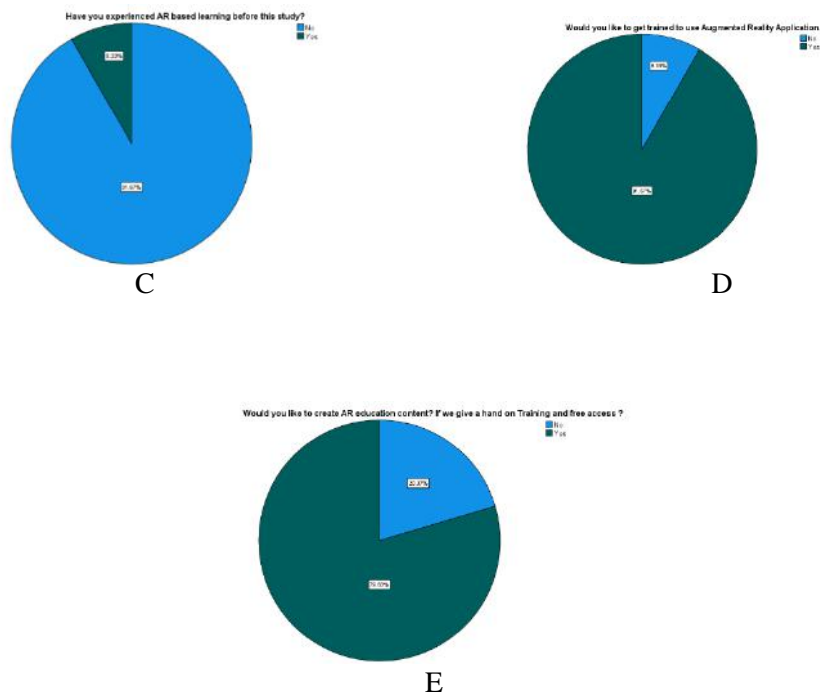 Have you experienced AR based learning before this study?
No
Yes
Would you like to get trained to use Augmented Reality Application
No
Yes
C
D
Would you like to create AR education content? If we give a hand on Training and free access ?
No
Yes
E